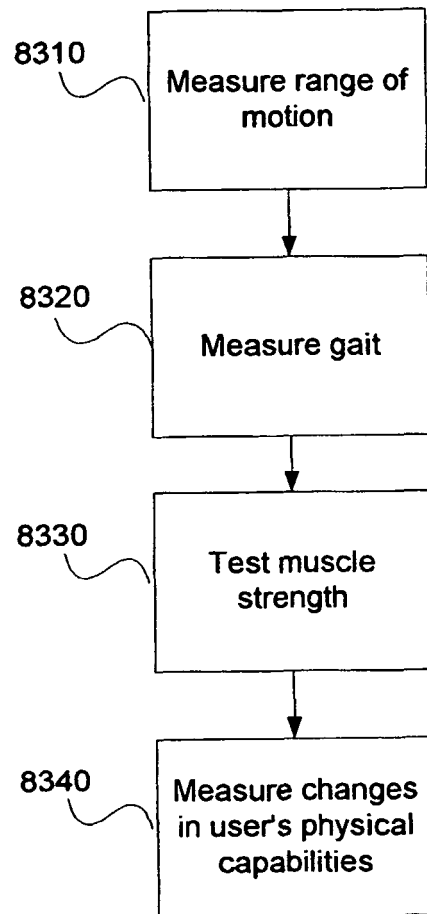 8310
Measure range of
motion
8320
Measure gait
8330
Test muscle
strength
8340
Measure changes
in user's physical
capabilities